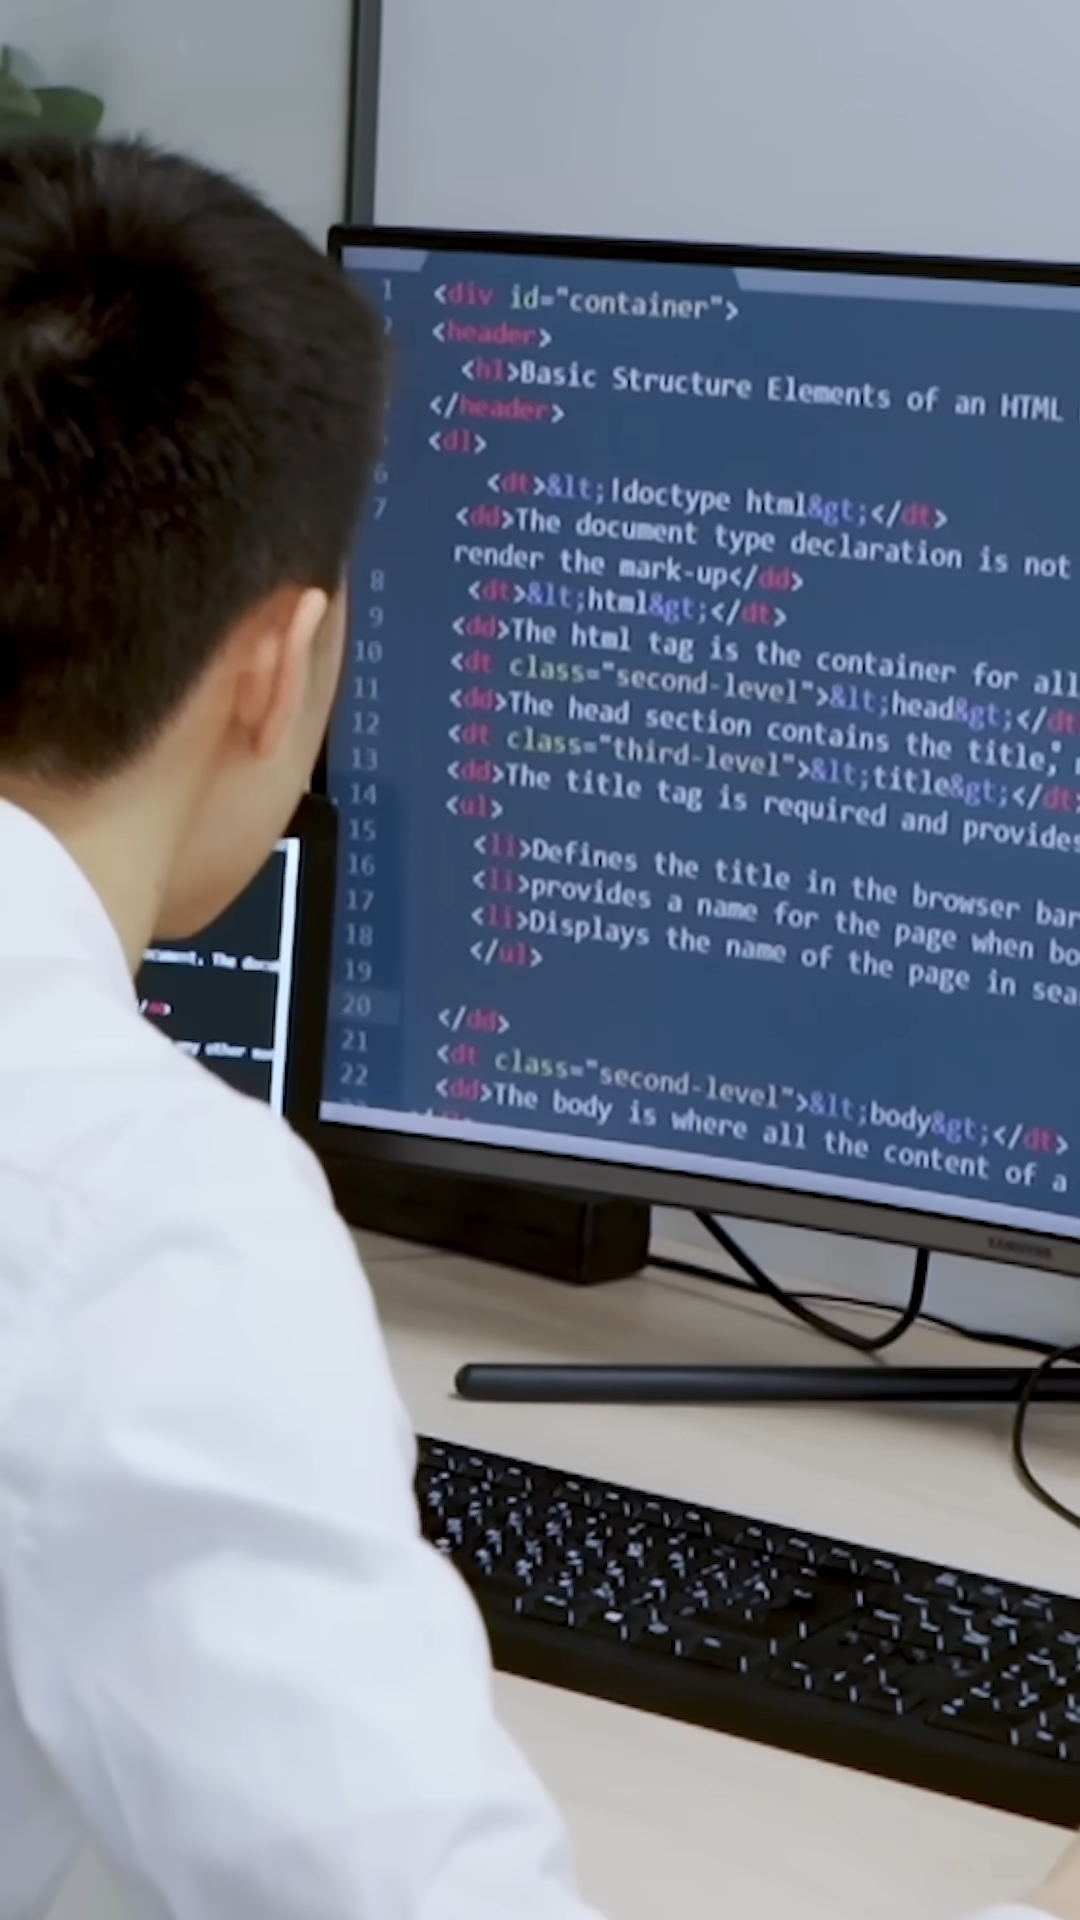 1 <div id="container">
2 <header>
<h1>Basic Structure Elements of an HTML
</header>
<dl>
6 <dt>&lt;!doctype html&gt;</dt>
7 <dd>The document type declaration is not
render the mark-up</dd>
8 <dt>&lt;html&gt;</dt>
9 <dd>The html tag is the container for all
10 <dt class="second-level">&lt;head&gt;</dt
11 <dd>The head section contains the title,
12 <dt class="third-level">&lt;title&gt;</dt>
13 <dd>The title tag is required and provides
14 <ul>
15 <li>Defines the title in the browser bar
16 <li>provides a name for the page when bo
17 <li>Displays the name of the page in sea
18 </ul>
19
20 </dd>
21 <dt class="second-level">&lt;body&gt;</dt>
22 <dd>The body is where all the content of a
SAMSUNG
The docu
ny other